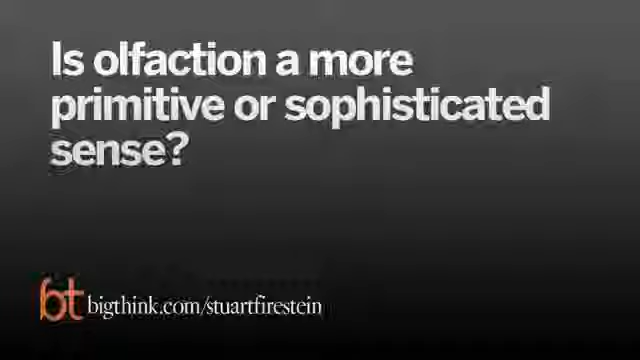 Is olfaction a more
primitive or sophisticated
sense?
bt bigthink.com/stuartfirestein